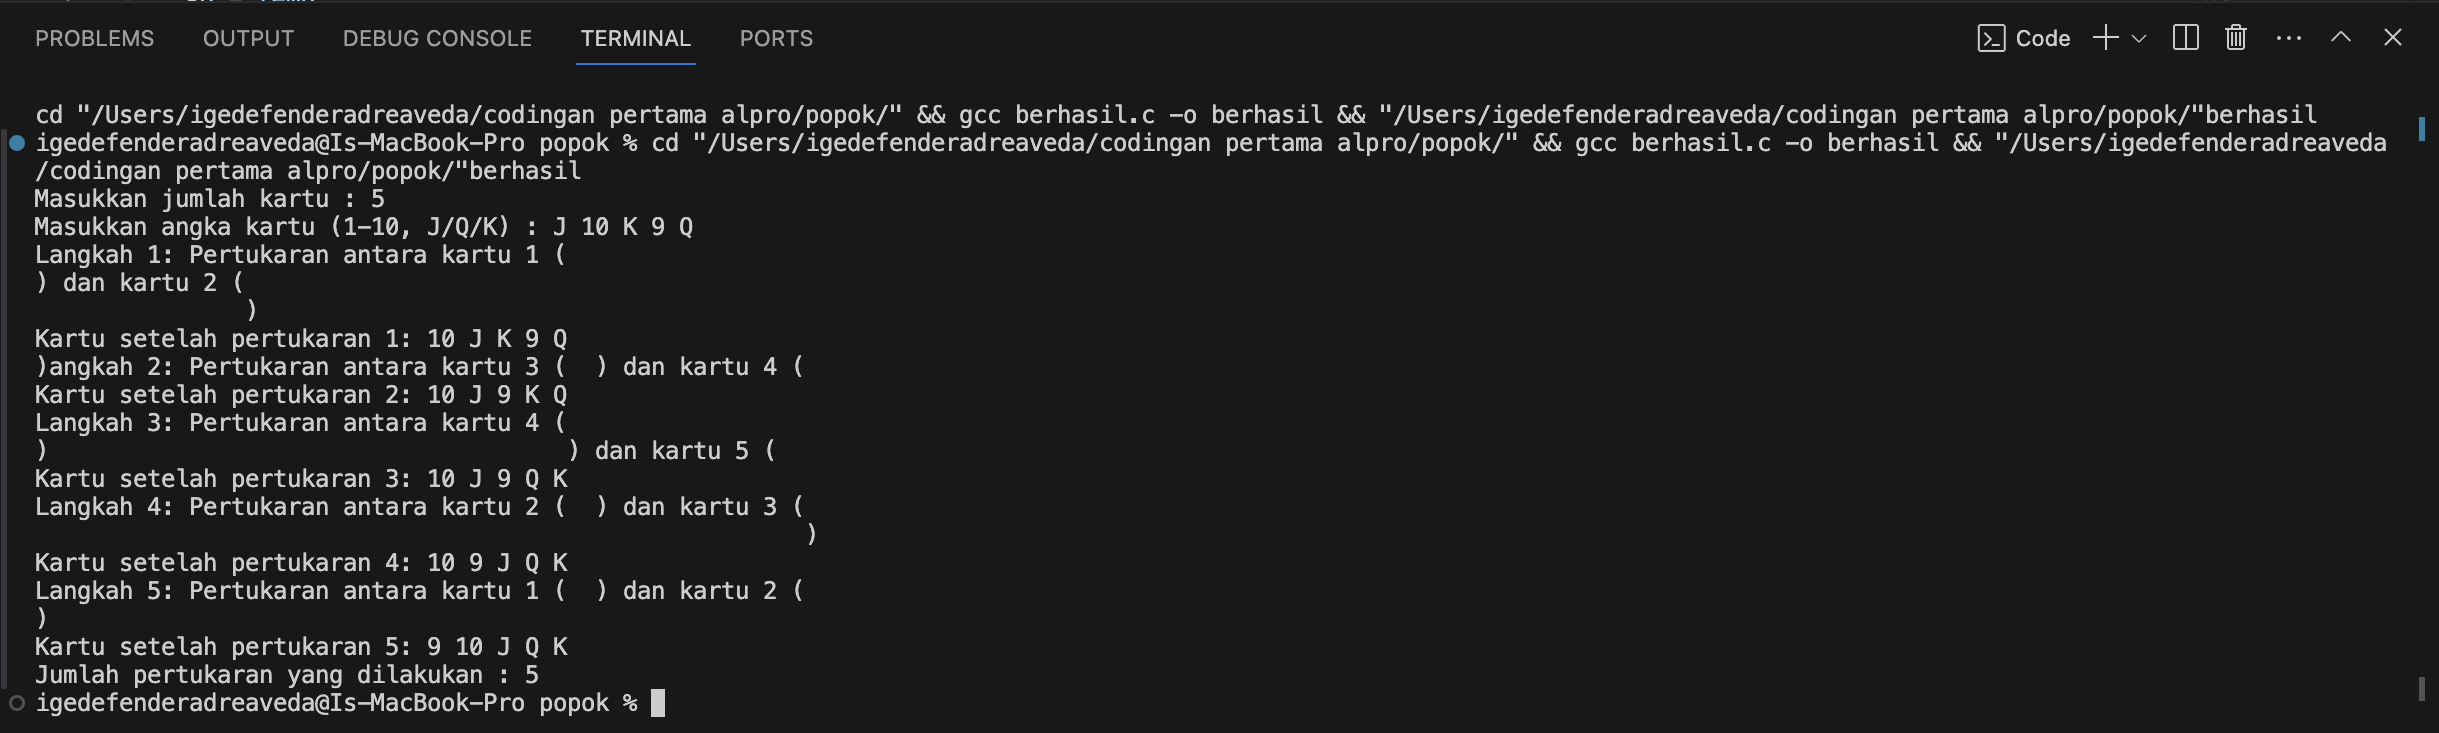 PROBLEMS OUTPUT DEBUG CONSOLE TERMINAL PORTS Code
cd "/Users/igedefenderadreaveda/codingan pertama alpro/popok/" && gcc berhasil.c -o berhasil && "/Users/igedefenderadreaveda/codingan pertama alpro/popok/"berhasil
igedefenderadreaveda@Is-MacBook-Pro popok % cd "/Users/igedefenderadreaveda/codingan pertama alpro/popok/" && gcc berhasil.c -o berhasil && "/Users/igedefenderadreaveda
/codingan pertama alpro/popok/"berhasil
Masukkan jumlah kartu : 5
Masukkan angka kartu (1-10, J/Q/K) : J 10 K 9 Q
Langkah 1: Pertukaran antara kartu 1 (
) dan kartu 2 (
)
Kartu setelah pertukaran 1: 10 J K 9 Q
)angkah 2: Pertukaran antara kartu 3 (  ) dan kartu 4 (
Kartu setelah pertukaran 2: 10 J 9 K Q
Langkah 3: Pertukaran antara kartu 4 (
)                                     ) dan kartu 5 (
Kartu setelah pertukaran 3: 10 J 9 Q K
Langkah 4: Pertukaran antara kartu 2 (  ) dan kartu 3 (
)
Kartu setelah pertukaran 4: 10 9 J Q K
Langkah 5: Pertukaran antara kartu 1 (  ) dan kartu 2 (
)
Kartu setelah pertukaran 5: 9 10 J Q K
Jumlah pertukaran yang dilakukan : 5
igedefenderadreaveda@Is-MacBook-Pro popok %